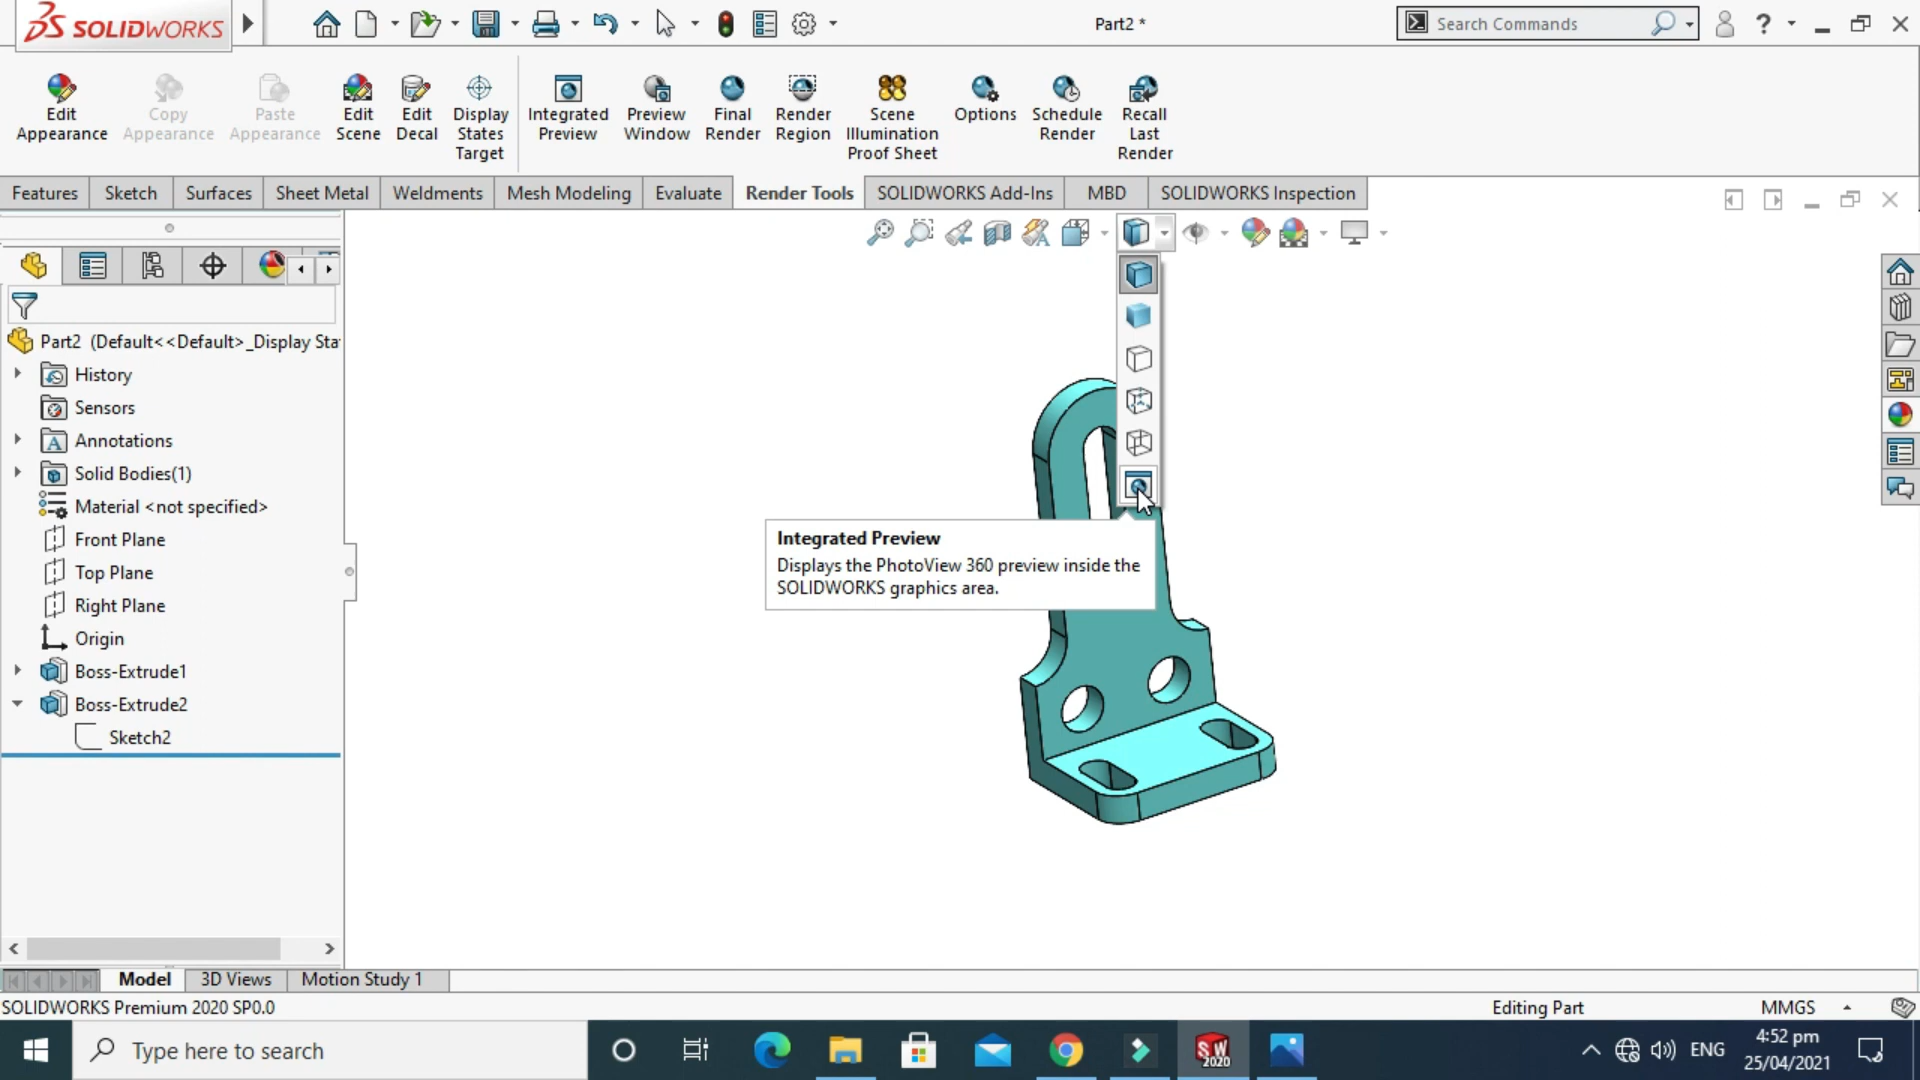 SOLIDWORKS
Part2 *
Search Commands
Edit Appearance
Copy Appearance
Paste Appearance
Edit Scene
Edit Decal
Display States Target
Integrated Preview
Preview Window
Final Render
Render Region
Scene Illumination Proof Sheet
Options
Schedule Render
Recall Last Render
Features
Sketch
Surfaces
Sheet Metal
Weldments
Mesh Modeling
Evaluate
Render Tools
SOLIDWORKS Add-Ins
MBD
SOLIDWORKS Inspection
Part2 (Default<<Default>_Display Sta
History
Sensors
Annotations
Solid Bodies(1)
Material <not specified>
Front Plane
Top Plane
Right Plane
Origin
Boss-Extrude1
Boss-Extrude2
Sketch2
Integrated Preview
Displays the PhotoView 360 preview inside the
SOLIDWORKS graphics area.
Model
3D Views
Motion Study 1
SOLIDWORKS Premium 2020 SP0.0
Editing Part
MMGS
Type here to search
SW
2020
ENG
4:52 pm
25/04/2021